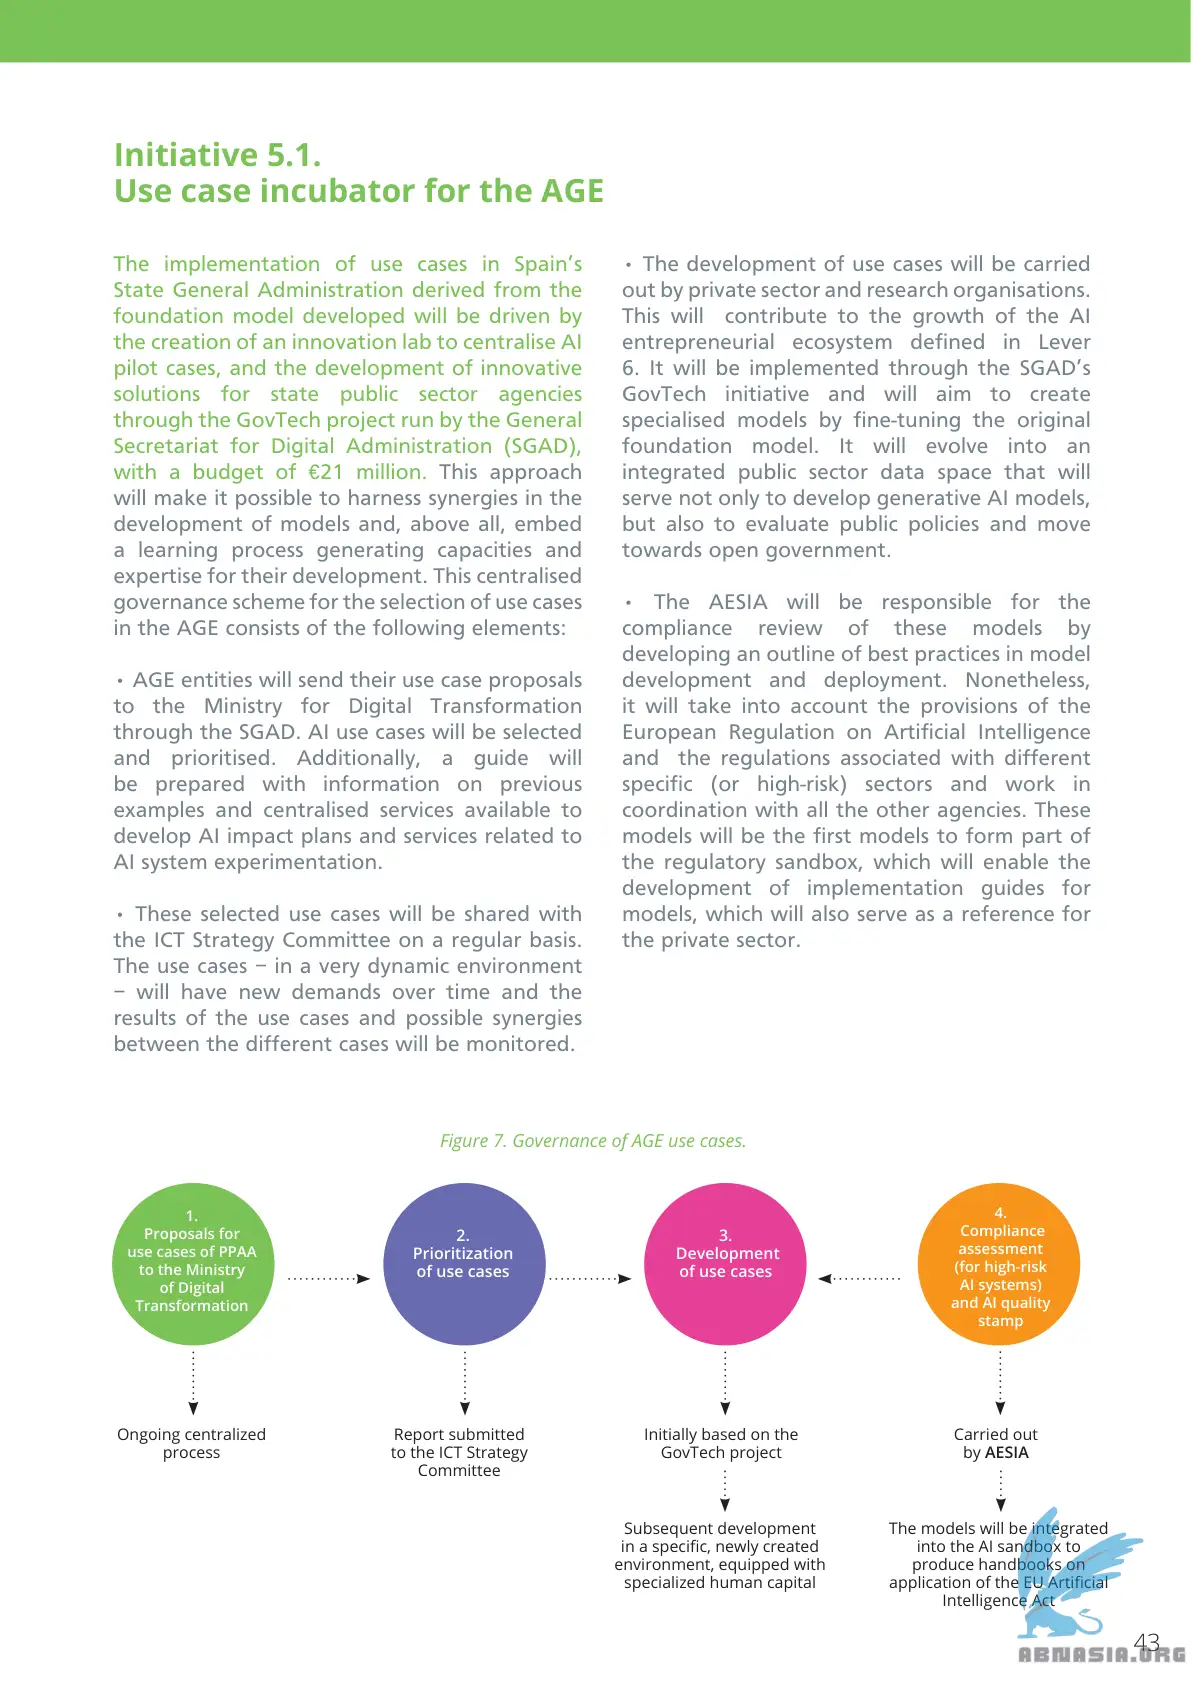 Initiative 5.1.
Use case incubator for the AGE
The implementation of use cases in Spain's
State General Administration derived from the
foundation model developed will be driven by
the creation of an innovation lab to centralise AI
pilot cases, and the development of innovative
solutions for state public sector agencies
through the GovTech project run by the General
Secretariat for Digital Administration (SGAD),
with a budget of €21 million. This approach
will make it possible to harness synergies in the
development of models and, above all, embed
a learning process generating capacities and
expertise for their development. This centralised
governance scheme for the selection of use cases
in the AGE consists of the following elements:
• AGE entities will send their use case proposals
to the Ministry for Digital Transformation
through the SGAD. AI use cases will be selected
and prioritised. Additionally, a guide will
be prepared with information on previous
examples and centralised services available to
develop AI impact plans and services related to
AI system experimentation.
• These selected use cases will be shared with
the ICT Strategy Committee on a regular basis.
The use cases – in a very dynamic environment
– will have new demands over time and the
results of the use cases and possible synergies
between the different cases will be monitored.
• The development of use cases will be carried
out by private sector and research organisations.
This will contribute to the growth of the AI
entrepreneurial ecosystem defined in Lever
6. It will be implemented through the SGAD's
GovTech initiative and will aim to create
specialised models by fine-tuning the original
foundation model. It will evolve into an
integrated public sector data space that will
serve not only to develop generative AI models,
but also to evaluate public policies and move
towards open government.
• The AESIA will be responsible for the
compliance review of these models by
developing an outline of best practices in model
development and deployment. Nonetheless,
it will take into account the provisions of the
European Regulation on Artificial Intelligence
and the regulations associated with different
specific (or high-risk) sectors and work in
coordination with all the other agencies. These
models will be the first models to form part of
the regulatory sandbox, which will enable the
development of implementation guides for
models, which will also serve as a reference for
the private sector.
Figure 7. Governance of AGE use cases.
1.
Proposals for
use cases of PPAA
to the Ministry
of Digital
Transformation
2.
Prioritization
of use cases
3.
Development
of use cases
4.
Compliance
assessment
(for high-risk
AI systems)
and AI quality
stamp
Ongoing centralized
process
Report submitted
to the ICT Strategy
Committee
Initially based on the
GovTech project
Carried out
by AESIA
Subsequent development
in a specific, newly created
environment, equipped with
specialized human capital
The models will be integrated
into the AI sandbox to
produce handbooks on
application of the EU Artificial
Intelligence Act
43
ABNASIA.ORG